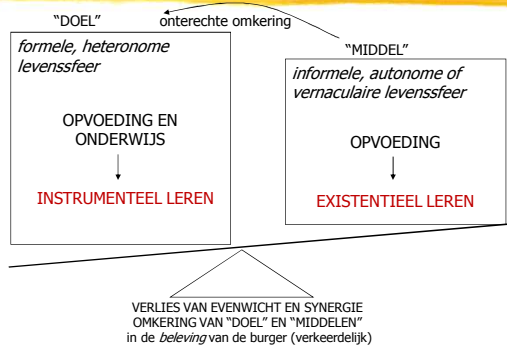 "DOEL"
onterechte omkering
"MIDDEL"
formele, heteronome
levenssfeer
OPVOEDING EN
ONDERWIJS
INSTRUMENTEEL LEREN
informele, autonome of
vernaculaire levenssfeer
OPVOEDING
EXISTENTIEEL LEREN
VERLIES VAN EVENWICHT EN SYNERGIE
OMKERING VAN "DOEL" EN "MIDDELEN"
in de beleving van de burger (verkeerdelijk)